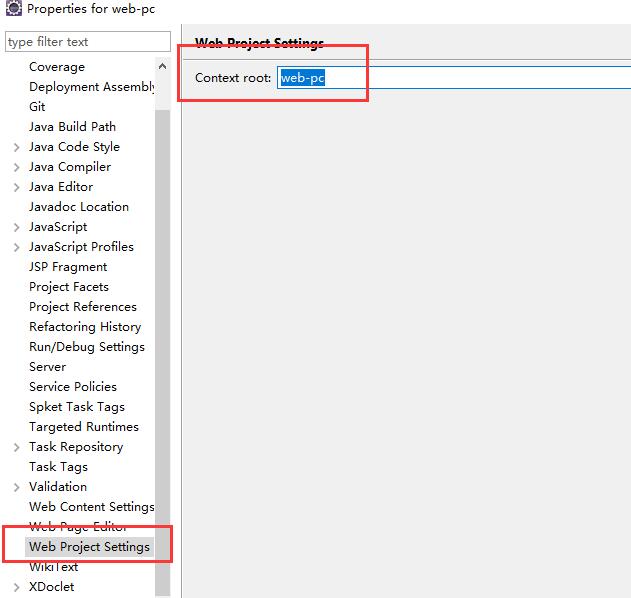 Properties for web-pc
type filter text
Coverage
Deployment Assembly
Git
Java Build Path
Java Code Style
Java Compiler
Java Editor
Javadoc Location
JavaScript
JavaScript Profiles
JSP Fragment
Project Facets
Project References
Refactoring History
Run/Debug Settings
Server
Service Policies
Spket Task Tags
Targeted Runtimes
Task Repository
Task Tags
Validation
Web Content Settings
Web Page Editor
Web Project Settings
WikiText
XDoclet
Web Project Settings
Context root: web-pc